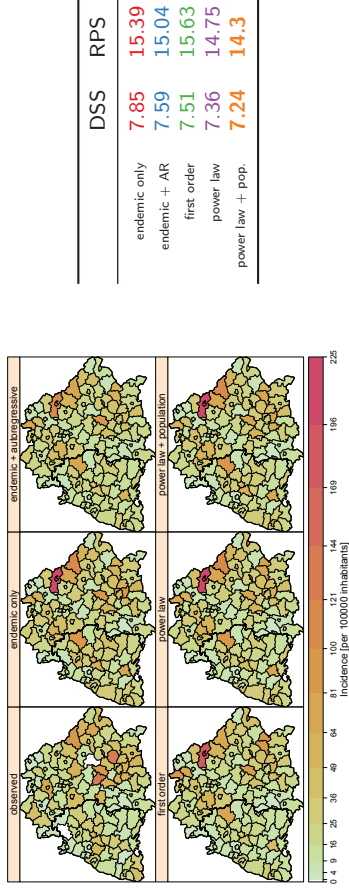 observed
endemic only
endemic + autoregressive
first order
power law
power law + population
0 4 9 16 25 36 49 64 81 100 121 144 169 196 225
Incidence [per 100000 inhabitants]
DSS RPS
endemic only 7.85 15.39
endemic + AR 7.59 15.04
first order 7.51 15.63
power law 7.36 14.75
power law + pop. 7.24 14.3